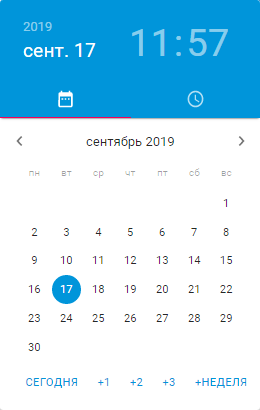 2019
сент. 17 11:57
сентябрь 2019
пн вт ср чт пт сб вс
1
2 3 4 5 6 7 8
9 10 11 12 13 14 15
16 17 18 19 20 21 22
23 24 25 26 27 28 29
30
СЕГОДНЯ +1 +2 +3 +НЕДЕЛЯ